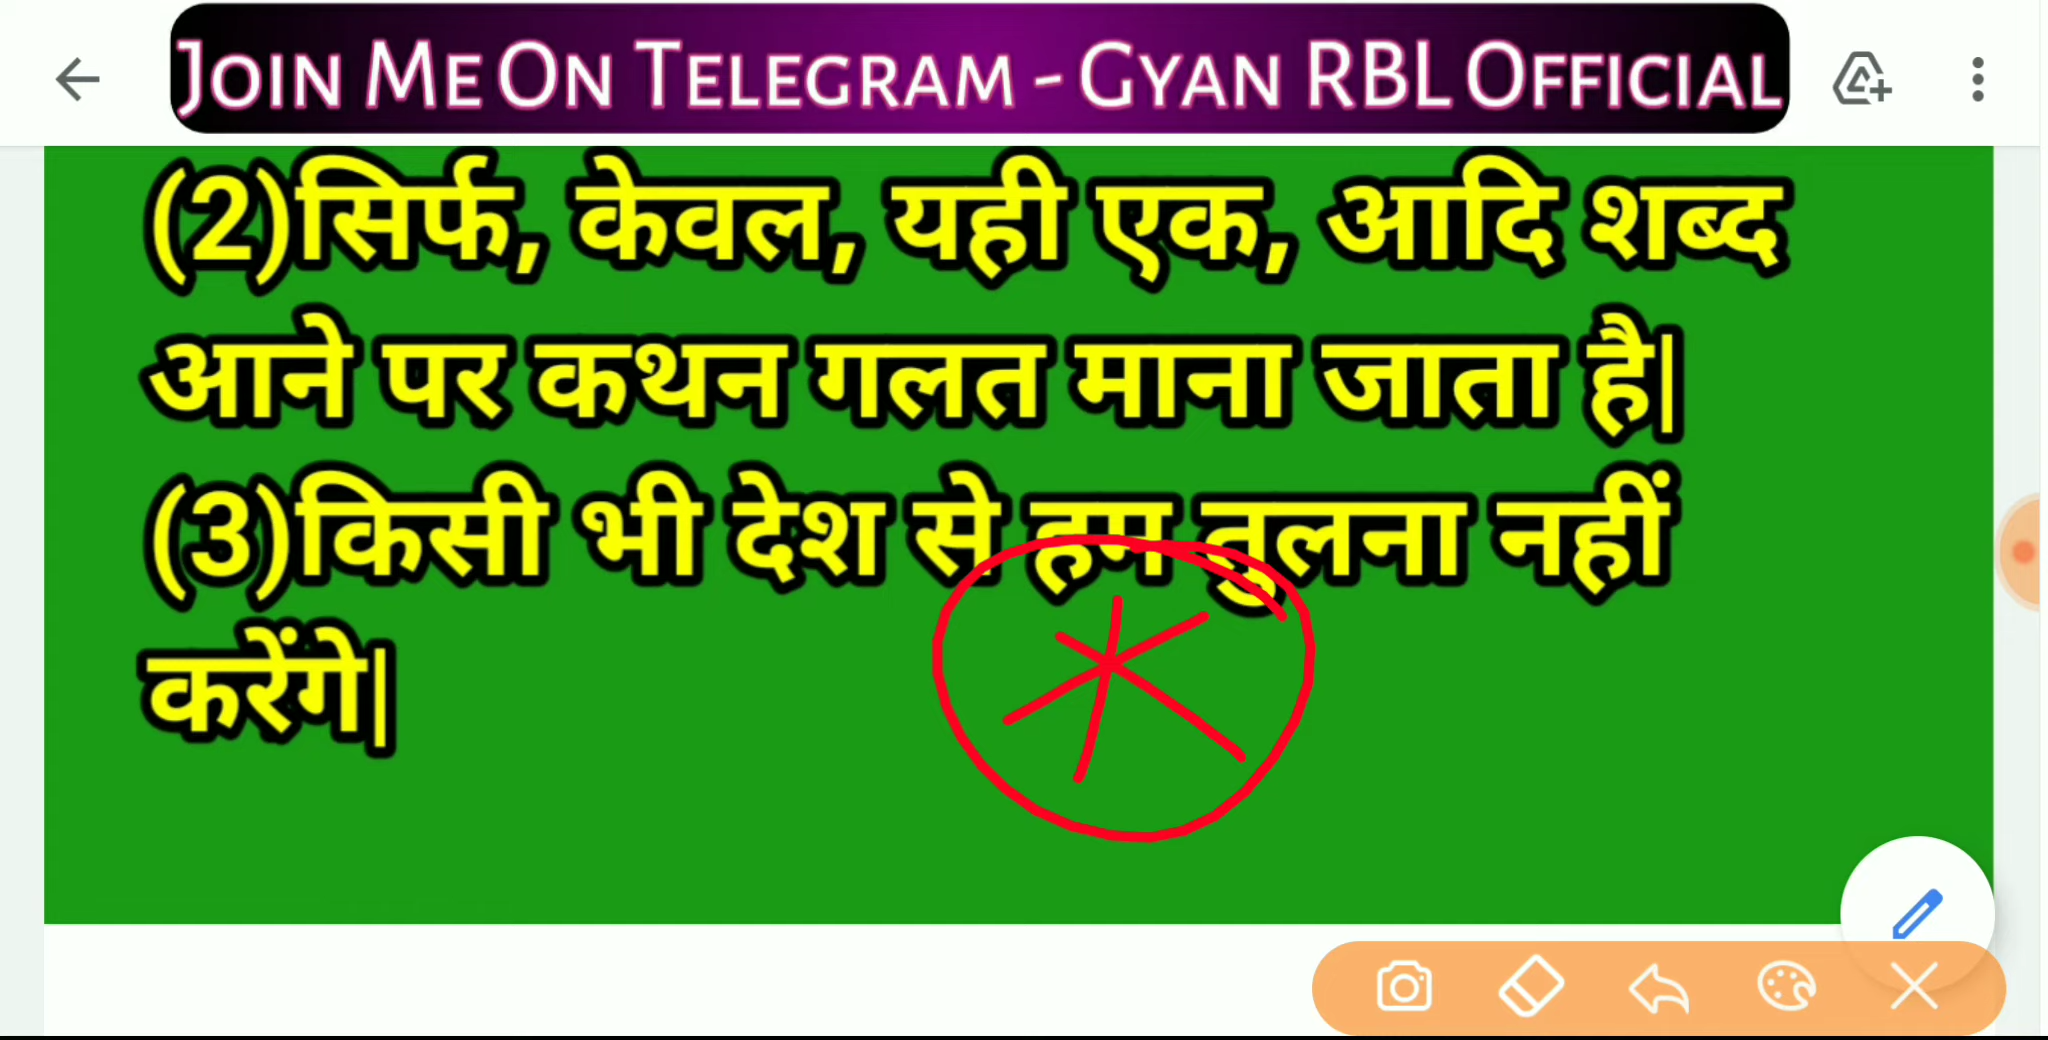 JOIN ME ON TELEGRAM - GYAN RBL OFFICIAL
(2)सिर्फ, केवल, यही एक, आदि शब्द
आने पर कथन गलत माना जाता है|
(3)किसी भी देश से हम तुलना नहीं
करेंगे|